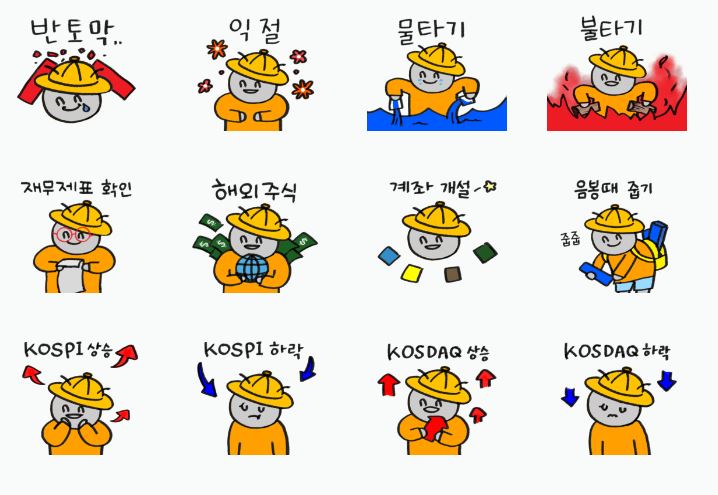 반토막..
익절
물타기
불타기
재무제표 확인
해외주식
계좌 개설~
음봉때 줍기
줍줍
KOSPI 상승
KOSPI 하락
KOSDAQ 상승
KOSDAQ 하락